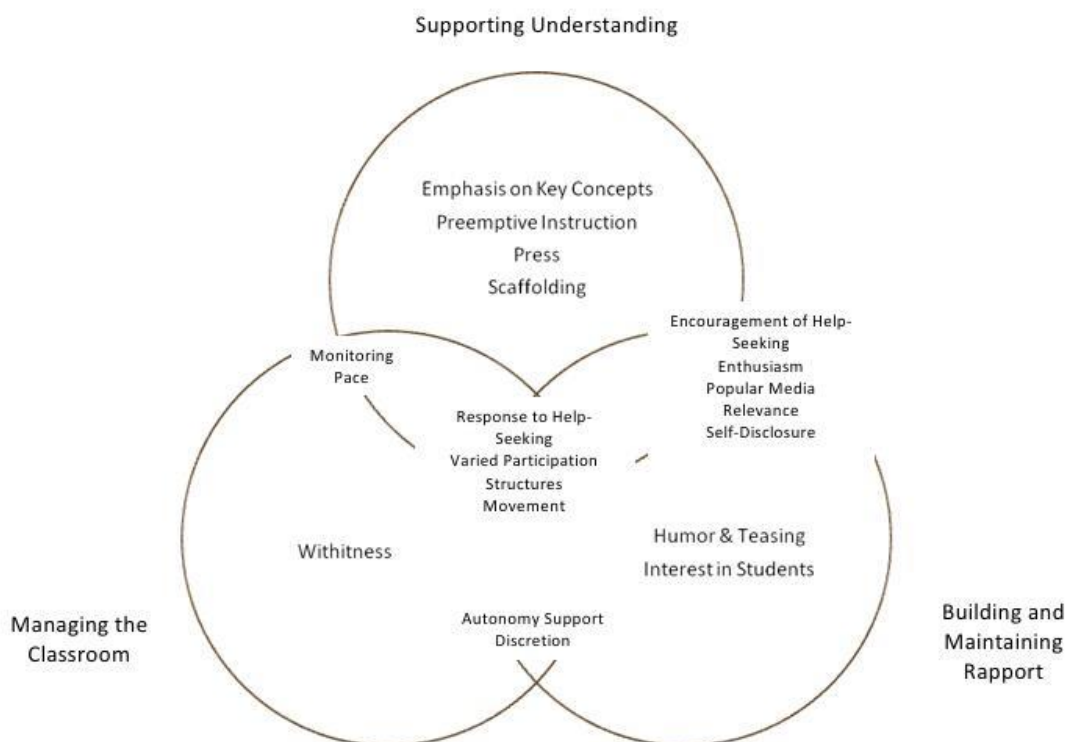 Supporting Understanding
Emphasis on Key Concepts
Preemptive Instruction
Press
Scaffolding
Encouragement of Help-
Seeking
Enthusiasm
Popular Media
Relevance
Self-Disclosure
Monitoring
Pace
Response to Help-
Seeking
Varied Participation
Structures
Movement
Withitness
Humor & Teasing
Interest in Students
Autonomy Support
Discretion
Managing the
Classroom
Building and
Maintaining
Rapport